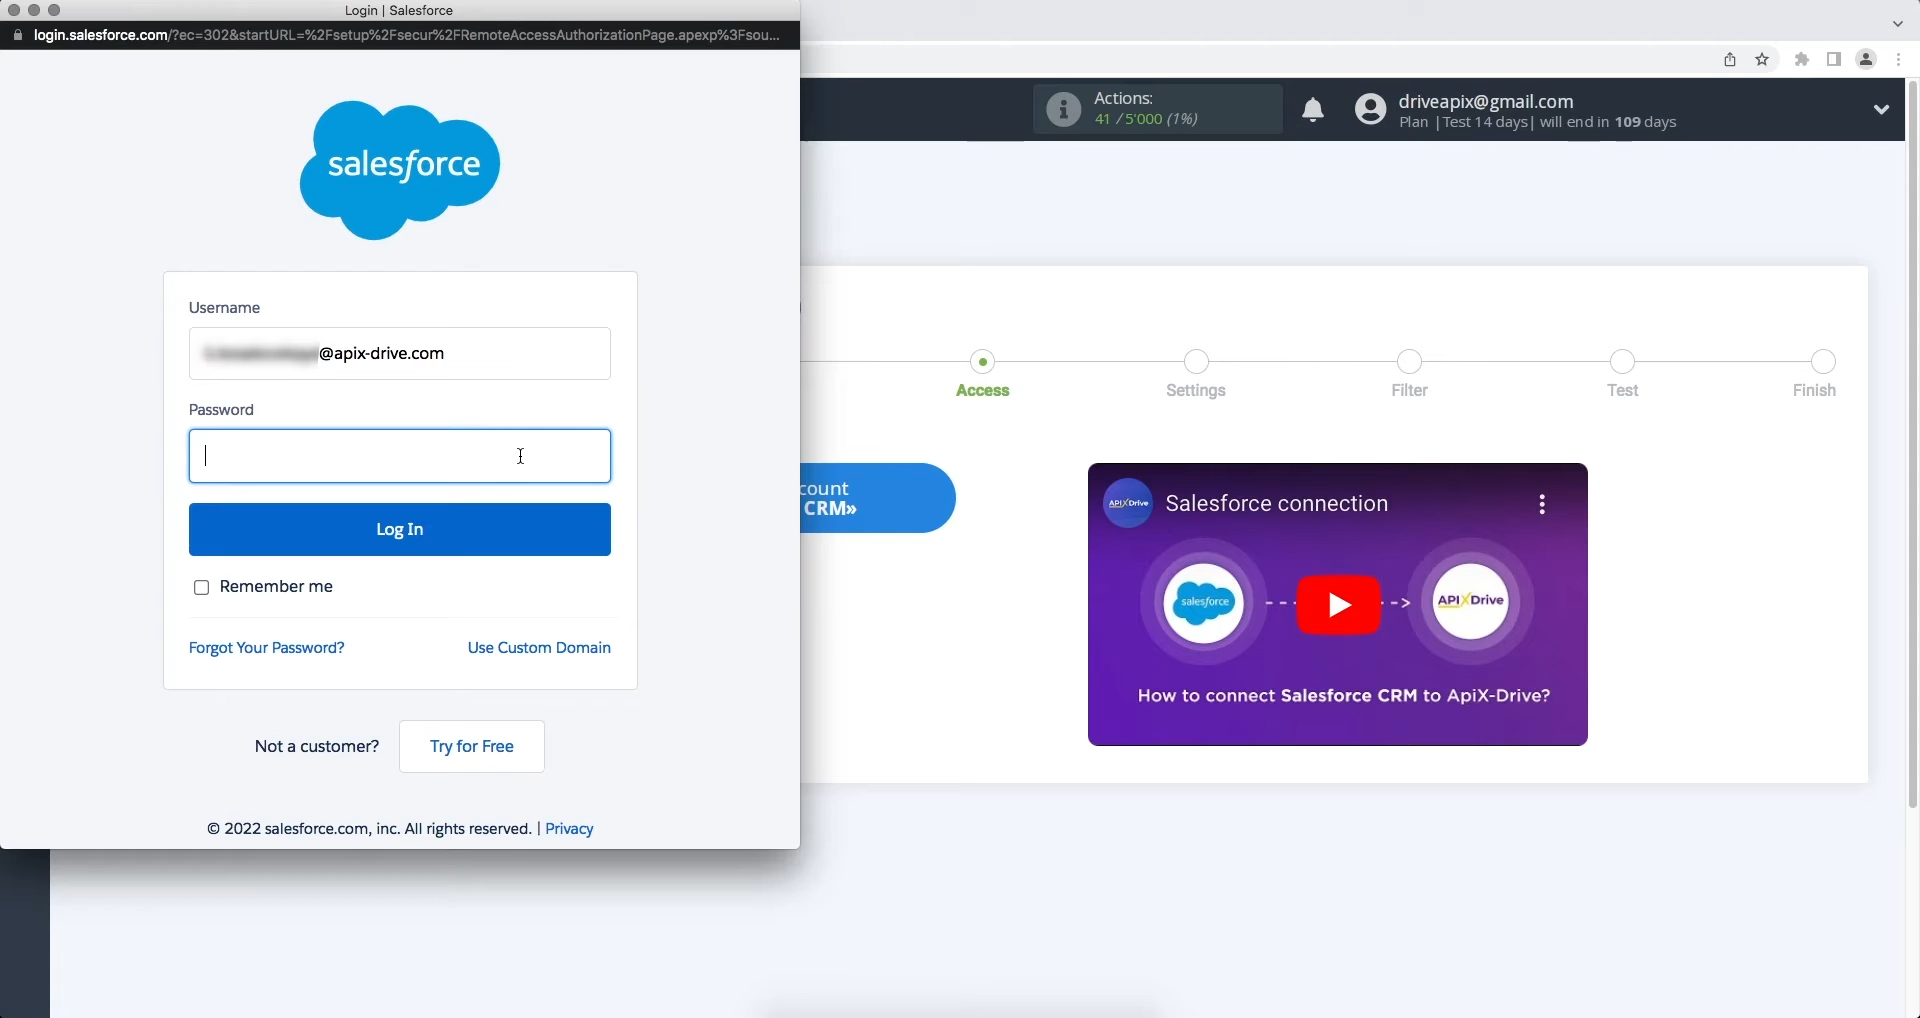 Login | Salesforce
login.salesforce.com/?ec=302&startURL=%2Fsetup%2Fsecur%2FRemoteAccessAuthorizationPage.apexp%3Fsou...
salesforce
Username
@apix-drive.com
Password
Log In
Remember me
Forgot Your Password?
Use Custom Domain
Not a customer?
Try for Free
© 2022 salesforce.com, inc. All rights reserved. | Privacy
Actions:
41 / 5'000 (1%)
driveapix@gmail.com
Plan | Test 14 days| will end in 109 days
Access
Settings
Filter
Test
Finish
count
CRM»
APIXDrive
Salesforce connection
salesforce
APIXDrive
How to connect Salesforce CRM to ApiX-Drive?